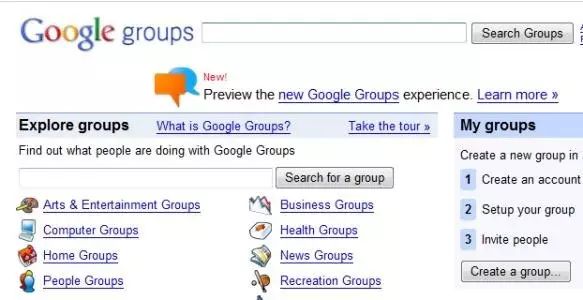 Google groups
Search Groups
New!
Preview the new Google Groups experience. Learn more »
Explore groups What is Google Groups? Take the tour »
Find out what people are doing with Google Groups
Search for a group
Arts & Entertainment Groups Business Groups
Computer Groups Health Groups
Home Groups News Groups
People Groups Recreation Groups
My groups
Create a new group in
1 Create an account
2 Setup your group
3 Invite people
Create a group...